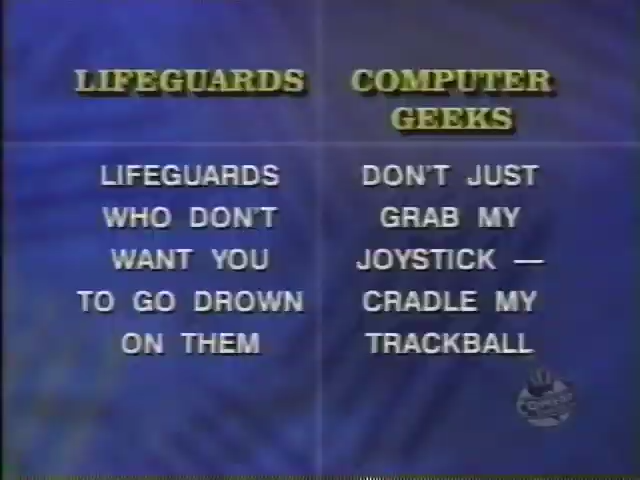 LIFEGUARDS
LIFEGUARDS
WHO DON'T
WANT YOU
TO GO DROWN
ON THEM
COMPUTER
GEEKS
DON'T JUST
GRAB MY
JOYSTICK —
CRADLE MY
TRACKBALL